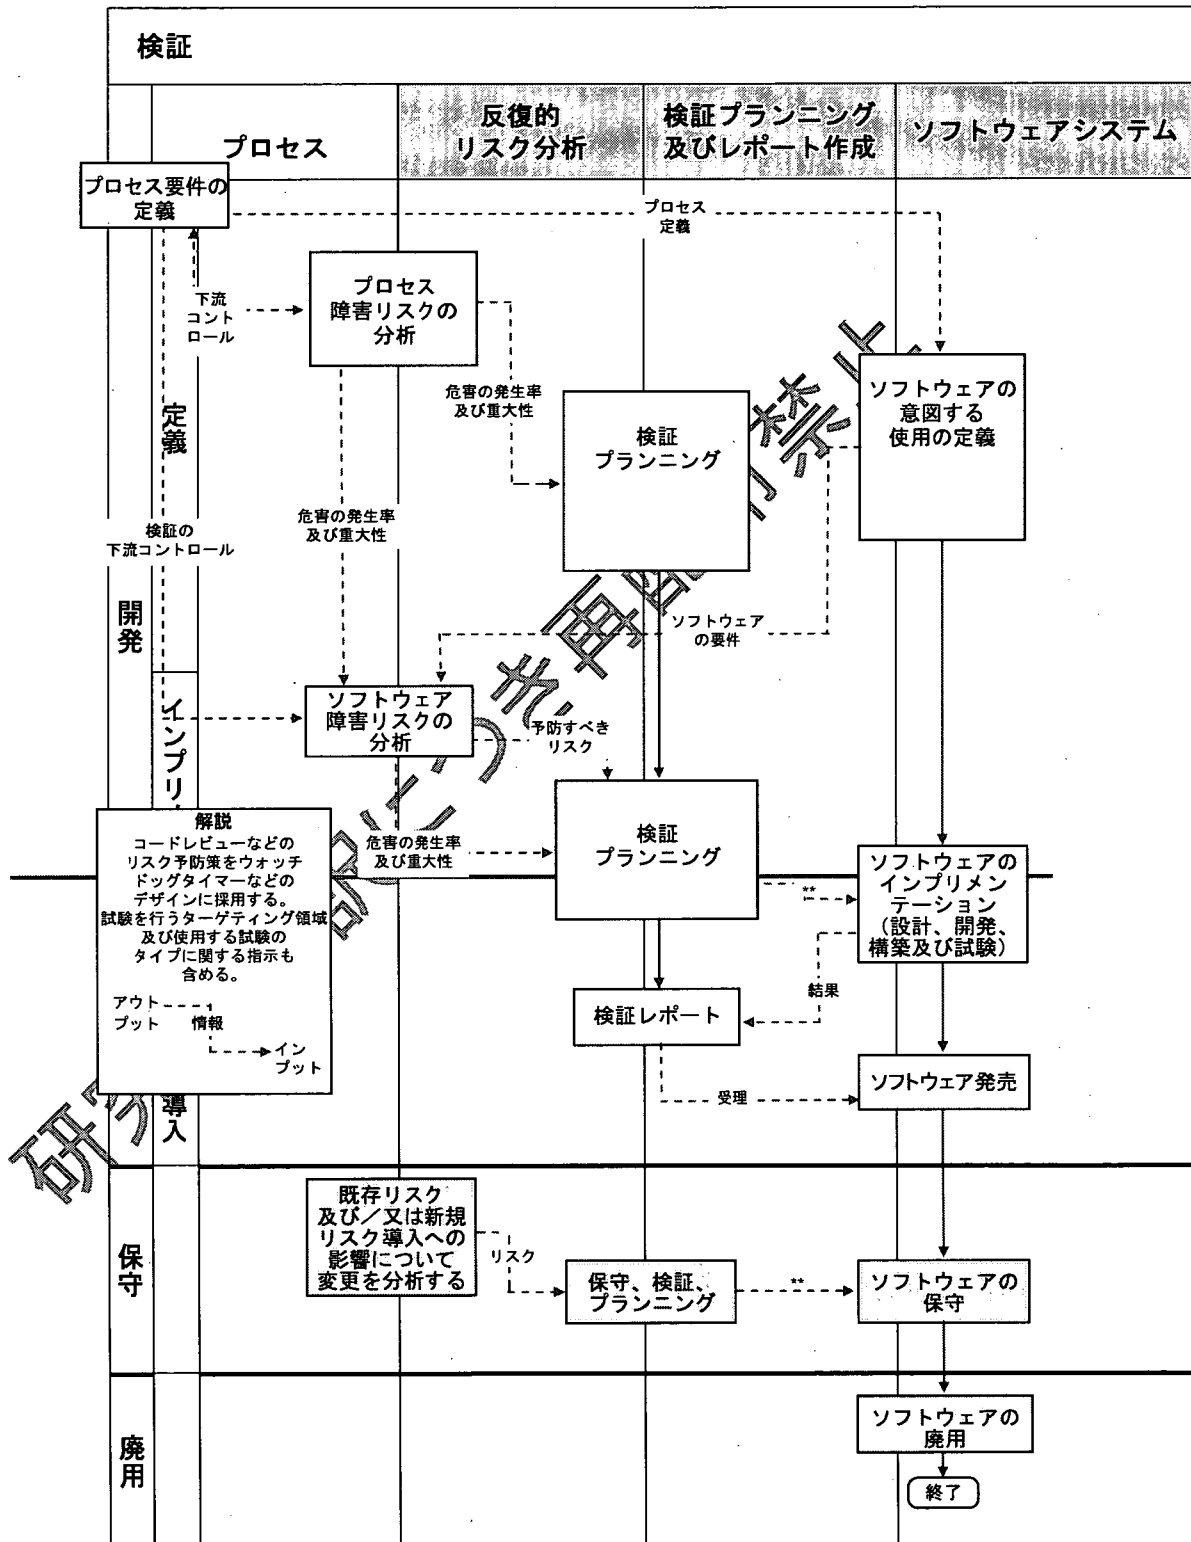 検証
プロセス
反復的
リスク分析
検証プランニング
及びレポート作成
ソフトウェアシステム
プロセス要件の
定義
プロセス
定義
下流
コント
ロール
プロセス
障害リスクの
分析
危害の発生率
及び重大性
検証
プランニング
ソフトウェアの
意図する
使用の定義
定義
危害の発生率
及び重大性
検証の
下流コントロール
開発
ソフトウェア
の要件
インプリ
ソフトウェア
障害リスクの
分析
予防すべき
リスク
危害の発生率
及び重大性
検証
プランニング
**
ソフトウェアの
インプリメン
テーション
（設計、開発、
構築及び試験）
解説
コードレビューなどの
リスク予防策をウォッチ
ドッグタイマーなどの
デザインに採用する。
試験を行うターゲティング領域
及び使用する試験の
タイプに関する指示も
含める。
アウト
プット
情報
イン
プット
結果
検証レポート
受理
ソフトウェア発売
導入
保守
既存リスク
及び／又は新規
リスク導入への
影響について
変更を分析する
リスク
保守、検証、
プランニング
**
ソフトウェアの
保守
廃用
ソフトウェアの
廃用
終了